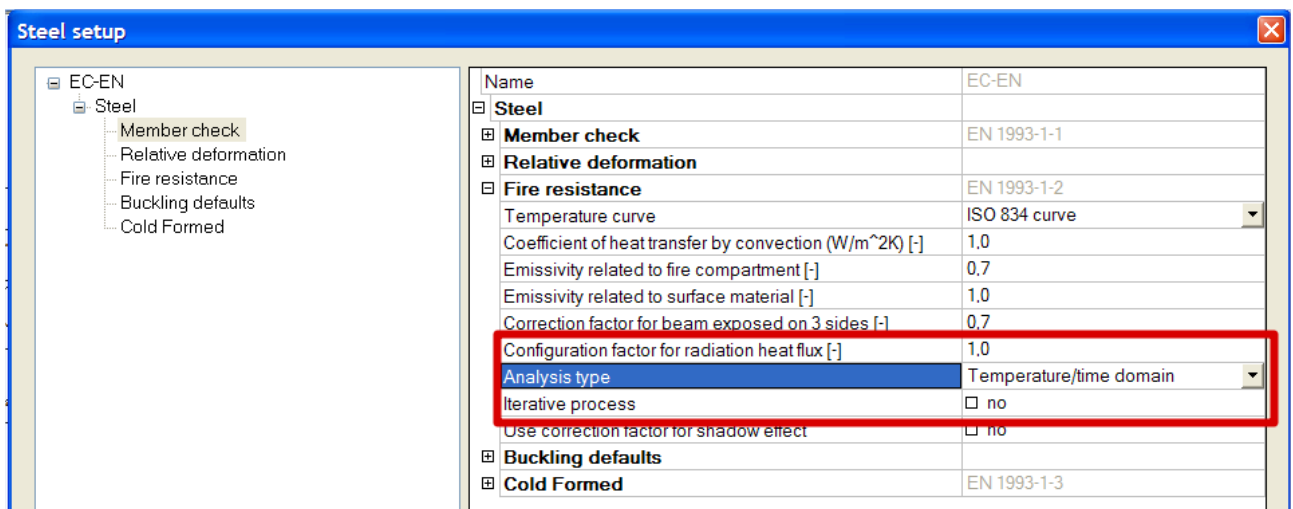 Steel setup
EC-EN
Steel
Member check
Relative deformation
Fire resistance
Buckling defaults
Cold Formed
Name EC-EN
Steel
Member check EN 1993-1-1
Relative deformation
Fire resistance EN 1993-1-2
Temperature curve ISO 834 curve
Coefficient of heat transfer by convection (W/m^2K) [-] 1,0
Emissivity related to fire compartment [-] 0,7
Emissivity related to surface material [-] 1,0
Correction factor for beam exposed on 3 sides [-] 0,7
Configuration factor for radiation heat flux [-] 1,0
Analysis type Temperature/time domain
Iterative process no
Use correction factor for shadow effect no
Buckling defaults
Cold Formed EN 1993-1-3